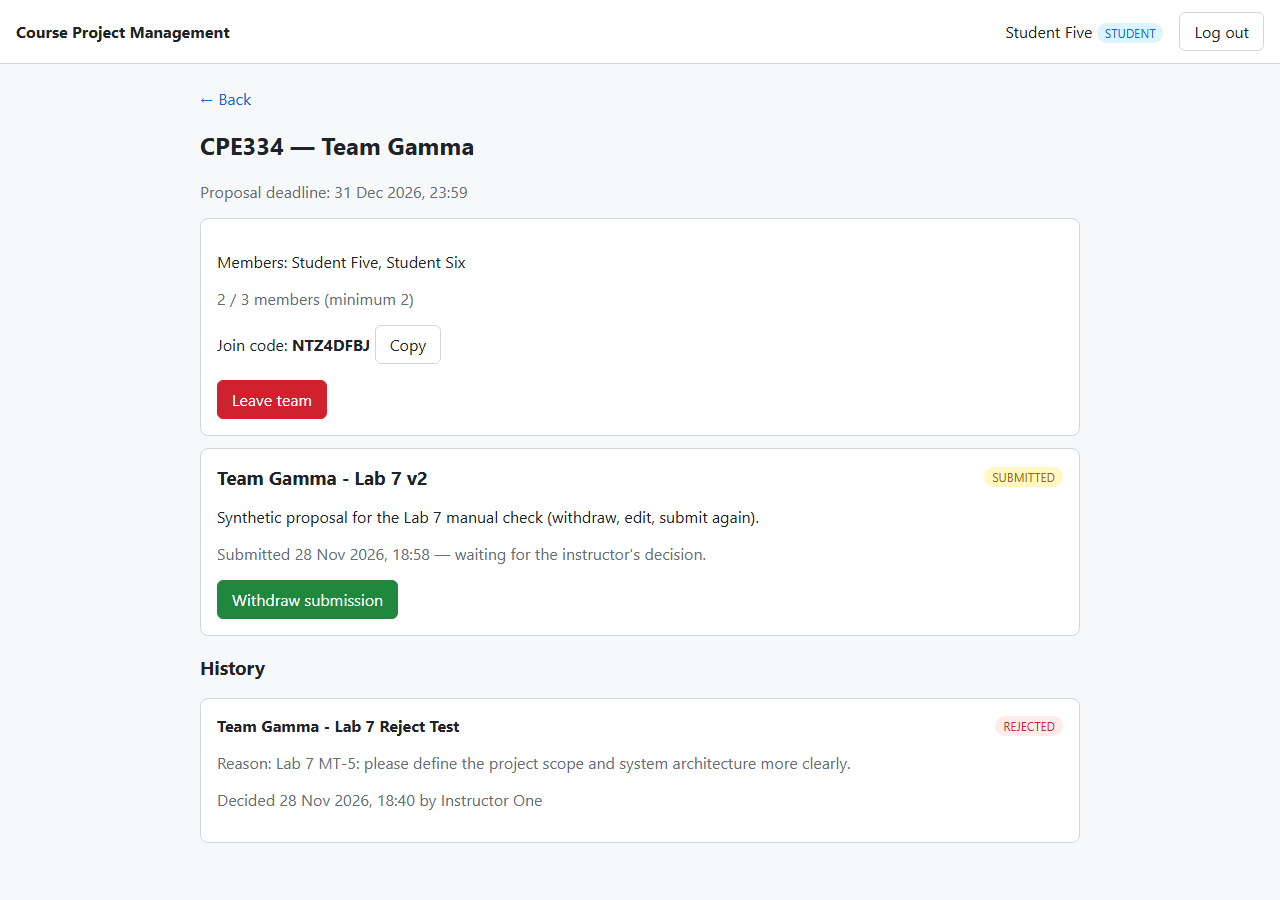 Course Project Management
Student Five STUDENT Log out
← Back
CPE334 — Team Gamma
Proposal deadline: 31 Dec 2026, 23:59
Members: Student Five, Student Six
2 / 3 members (minimum 2)
Join code: NTZ4DFBJ Copy
Leave team
Team Gamma - Lab 7 v2 SUBMITTED
Synthetic proposal for the Lab 7 manual check (withdraw, edit, submit again).
Submitted 28 Nov 2026, 18:58 — waiting for the instructor's decision.
Withdraw submission
History
Team Gamma - Lab 7 Reject Test REJECTED
Reason: Lab 7 MT-5: please define the project scope and system architecture more clearly.
Decided 28 Nov 2026, 18:40 by Instructor One